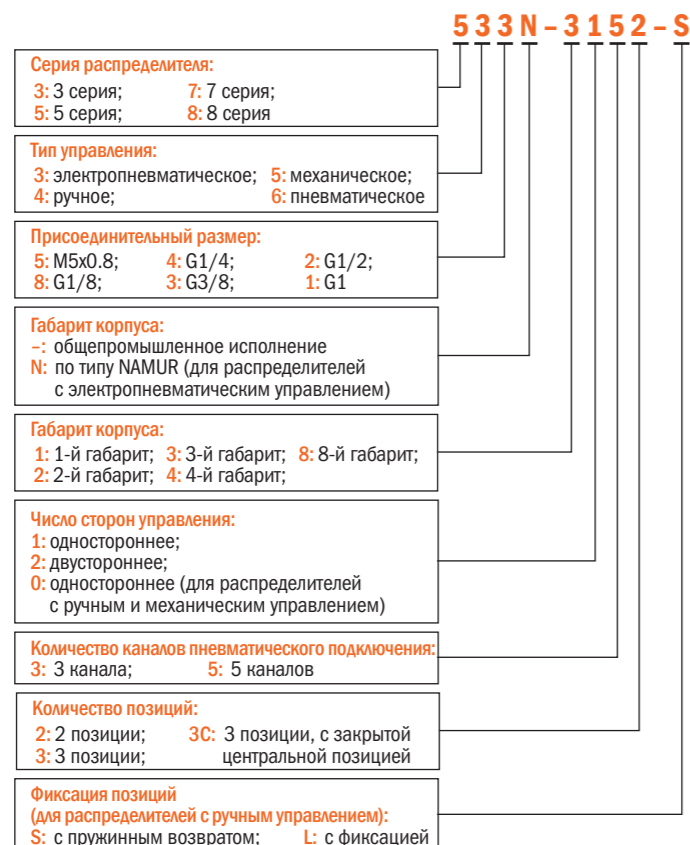 533N–3152–S
Серия распределителя:
3: 3 серия; 7: 7 серия;
5: 5 серия; 8: 8 серия
Тип управления:
3: электропневматическое; 5: механическое;
4: ручное; 6: пневматическое
Присоединительный размер:
5: M5x0.8; 4: G1/4; 2: G1/2;
8: G1/8; 3: G3/8; 1: G1
Габарит корпуса:
–: общепромышленное исполнение
N: по типу NAMUR (для распределителей
с электропневматическим управлением)
Габарит корпуса:
1: 1-й габарит; 3: 3-й габарит; 8: 8-й габарит;
2: 2-й габарит; 4: 4-й габарит;
Число сторон управления:
1: одностороннее;
2: двустороннее;
0: одностороннее (для распределителей
с ручным и механическим управлением)
Количество каналов пневматического подключения:
3: 3 канала; 5: 5 каналов
Количество позиций:
2: 2 позиции; 3C: 3 позиции, с закрытой
3: 3 позиции; центральной позицией
Фиксация позиций
(для распределителей с ручным управлением):
S: с пружинным возвратом; L: с фиксацией